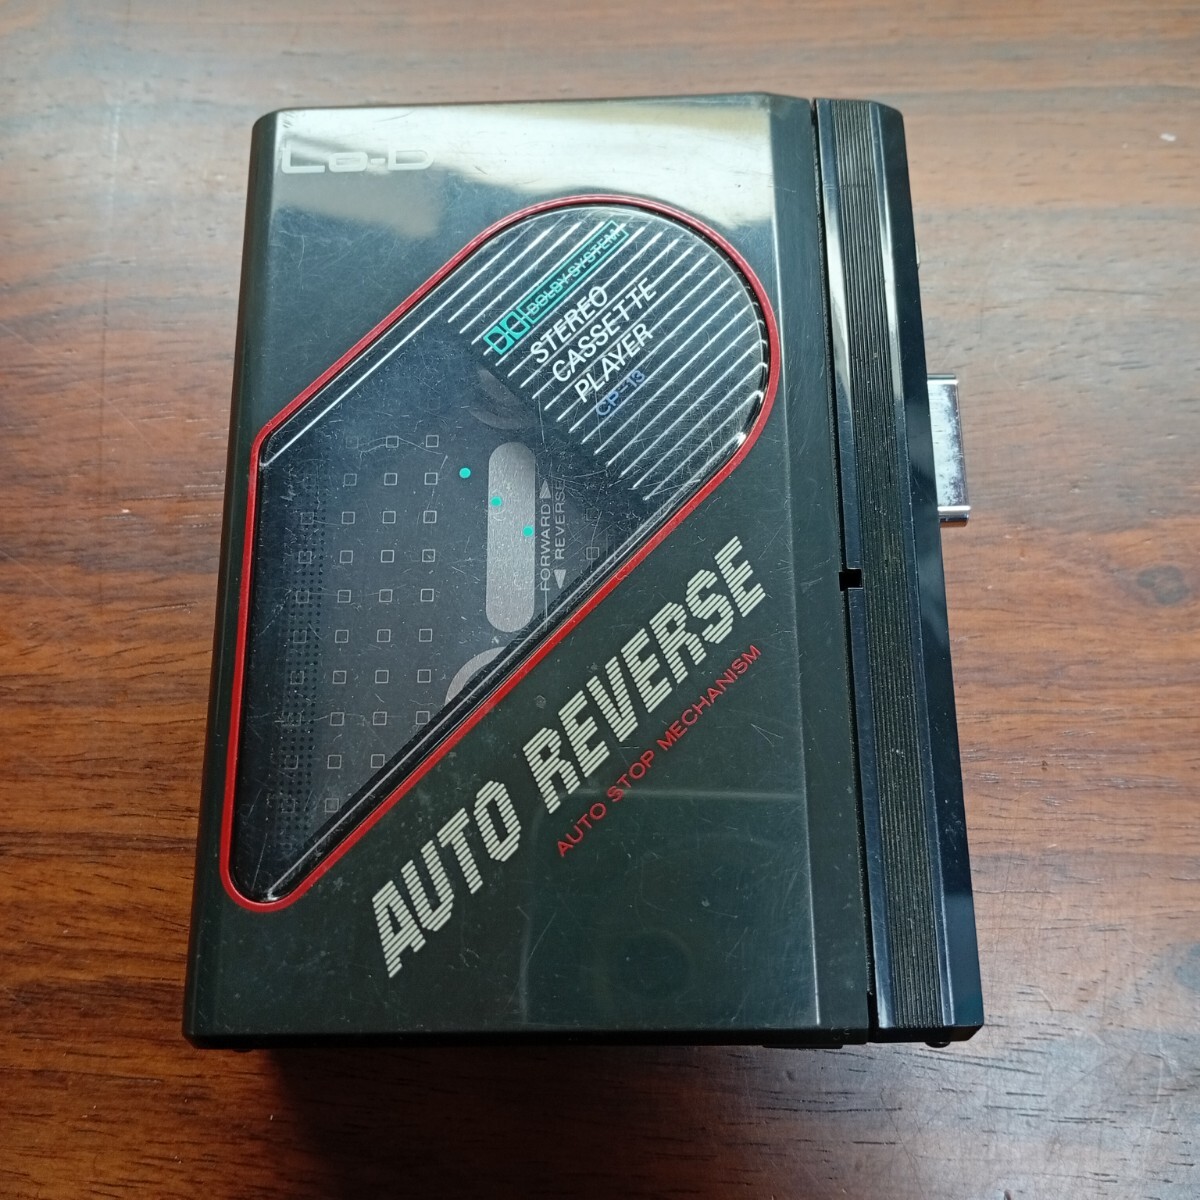 Lo-D
DOLBY SYSTEM
STEREO
CASSETTE
PLAYER
CP-13
FORWARD ▶
◀ REVERSE
AUTO REVERSE
AUTO STOP MECHANISM